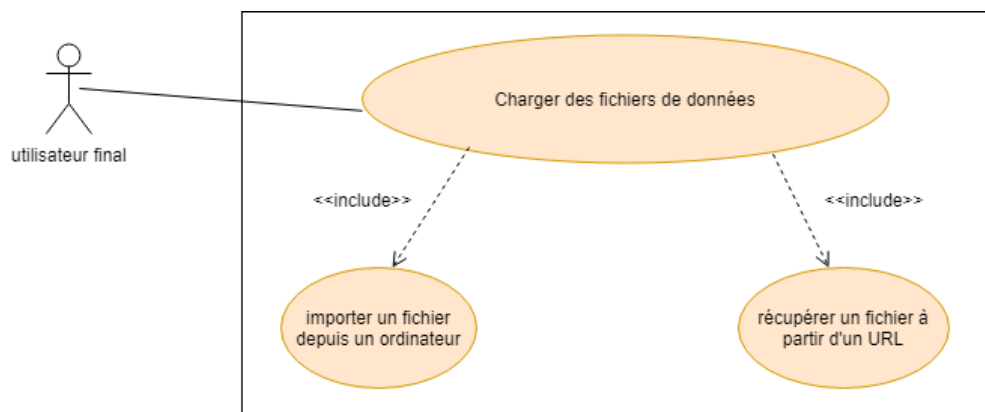 Charger des fichiers de données
utilisateur final
<<include>>
<<include>>
importer un fichier
depuis un ordinateur
récupérer un fichier à
partir d'un URL